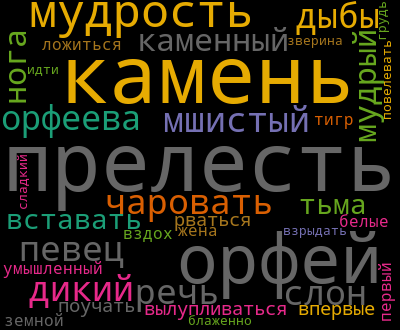 мудрость
дыбы
грудь
ложиться
каменный
зверина
нога
идти
камень
мудрый
повелевать
орфеева
мшистый
тигр
прелесть
сладкий
чаровать
тьма
вставать
рваться
белые
вздох
жена
взрыдать
певец
орфей
умышленный
дикий
речь
слон
первый
поучать
вылупливаться
впервые
земной
блаженно